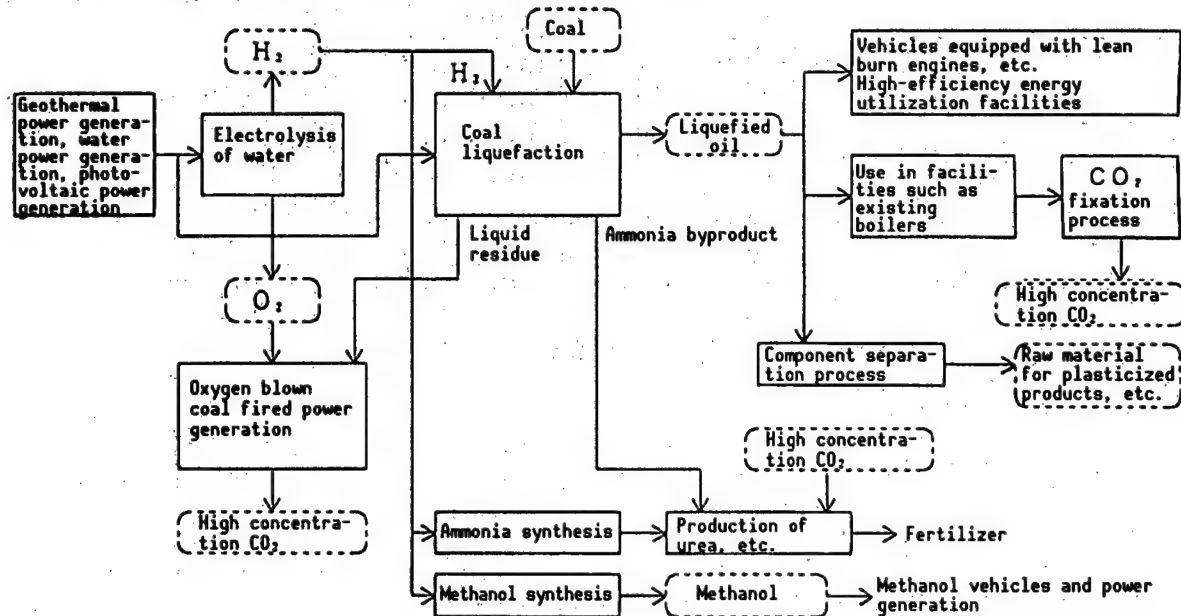 H₂
Coal
Vehicles equipped with lean
burn engines, etc.
High-efficiency energy
utilization facilities
H₂
Geothermal
power genera-
tion, water
power genera-
tion, photo-
voltaic power
generation
Electrolysis
of water
Coal
liquefaction
Liquefied
oil
Use in facili-
ties such as
existing
boilers
CO₂
fixation
process
Liquid
residue
Ammonia byproduct
O₂
High concentra-
tion CO₂
Component separa-
tion process
Raw material
for plasticized
products, etc.
Oxygen blown
coal fired power
generation
High concentra-
tion CO₂
High concentra-
tion CO₂
Ammonia synthesis
Production of
urea, etc.
Fertilizer
Methanol synthesis
Methanol
Methanol vehicles and power
generation